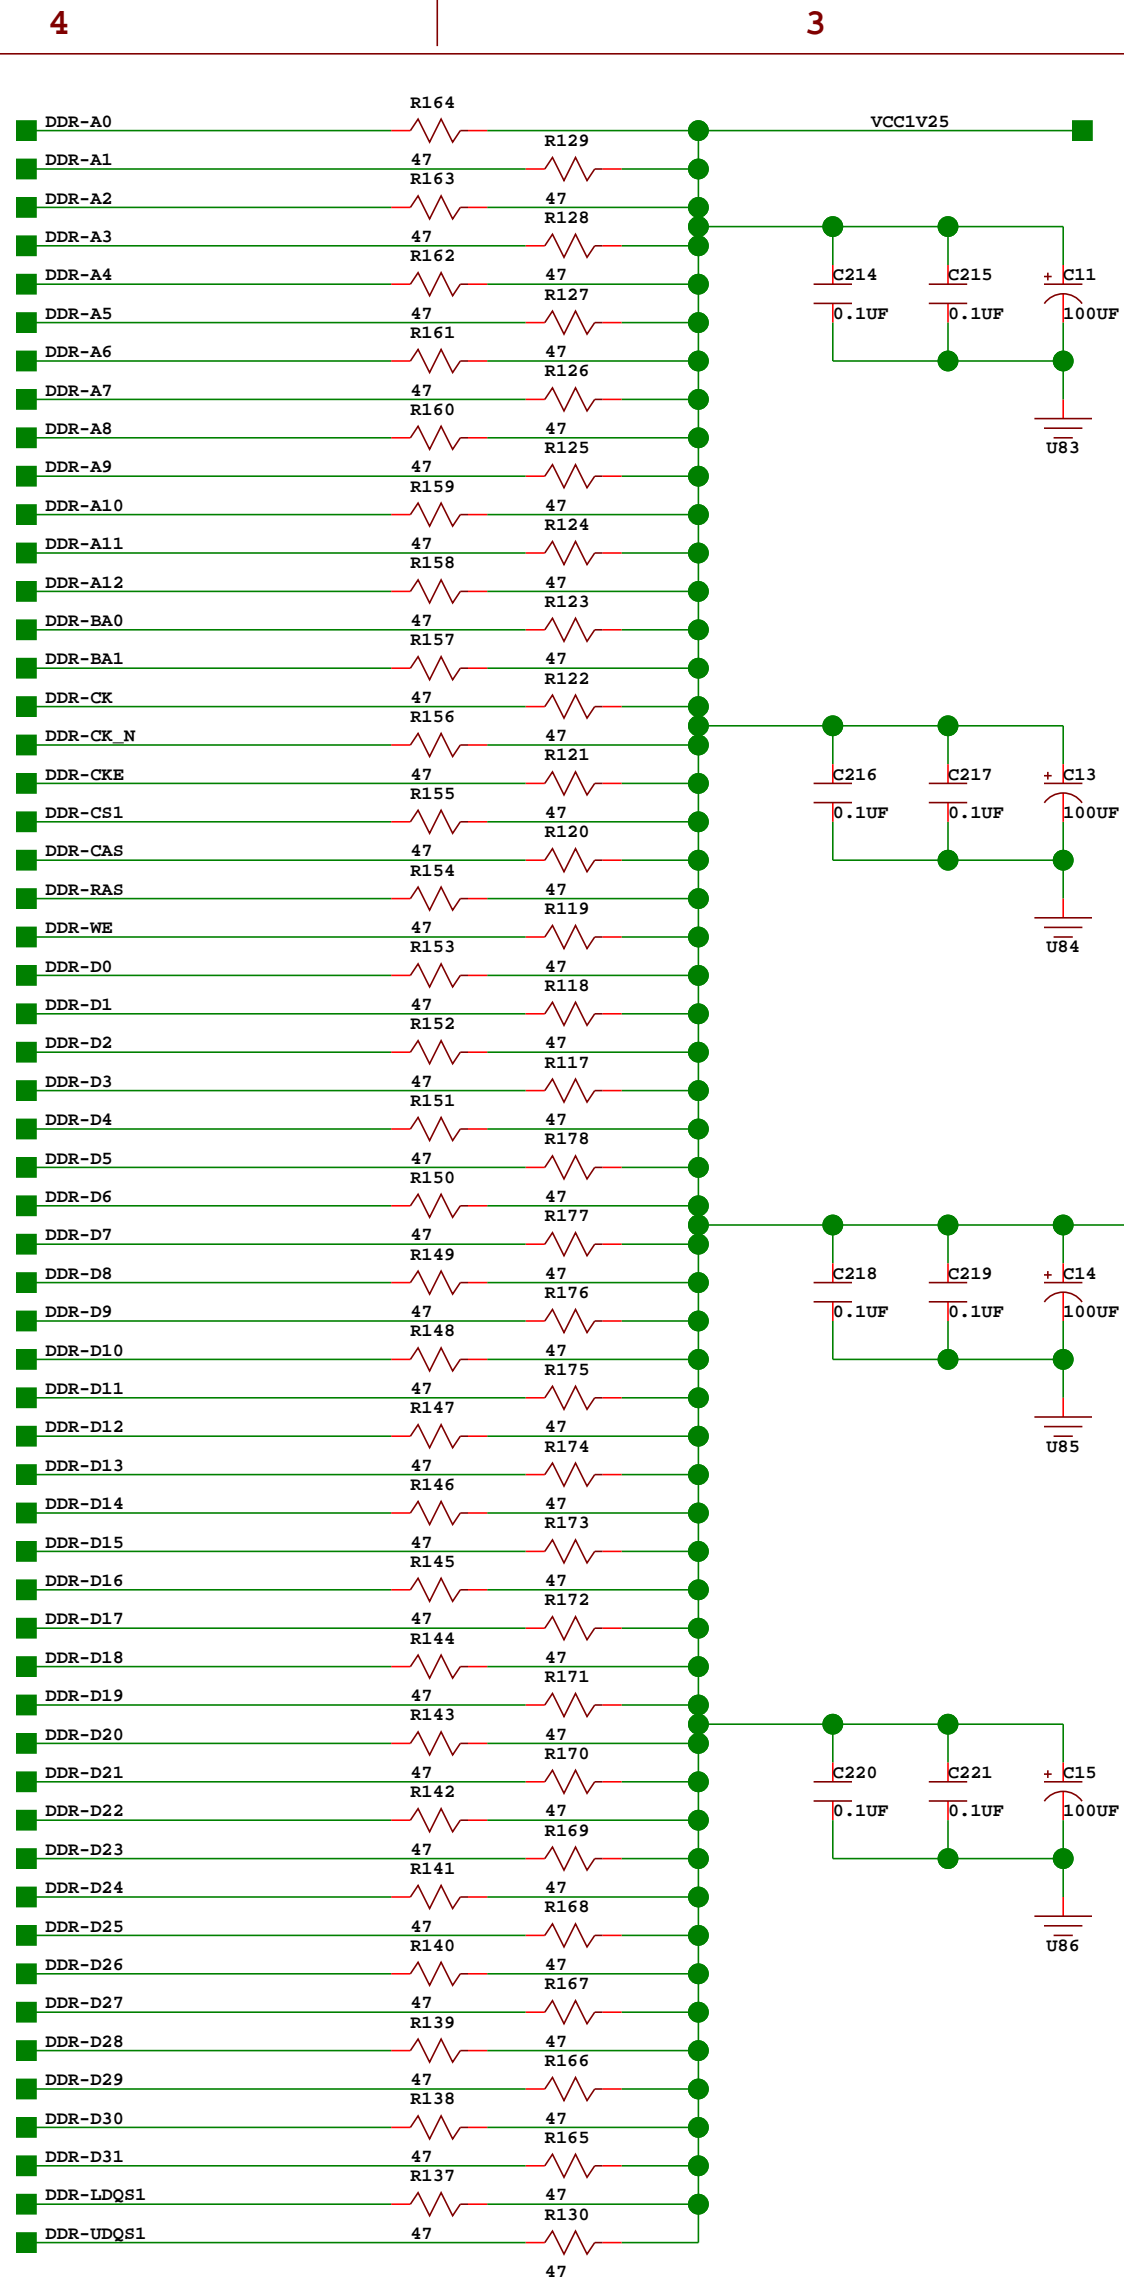 4 3
R164
DDR-A0 VCC1V25
R129
DDR-A1 47
R163
DDR-A2 47
R128
DDR-A3 47
R162
DDR-A4 47 C214 C215 + C11
R127
DDR-A5 47 0.1UF 0.1UF 100UF
R161
DDR-A6 47
R126
DDR-A7 47
R160
DDR-A8 47
R125 U83
DDR-A9 47
R159
DDR-A10 47
R124
DDR-A11 47
R158
DDR-A12 47
R123
DDR-BA0 47
R157
DDR-BA1 47
R122
DDR-CK 47
R156
DDR-CK_N 47
R121
DDR-CKE 47 C216 C217 + C13
R155
DDR-CS1 47 0.1UF 0.1UF 100UF
R120
DDR-CAS 47
R154
DDR-RAS 47
R119
DDR-WE 47
R153 U84
DDR-D0 47
R118
DDR-D1 47
R152
DDR-D2 47
R117
DDR-D3 47
R151
DDR-D4 47
R178
DDR-D5 47
R150
DDR-D6 47
R177
DDR-D7 47
R149
DDR-D8 47 C218 C219 + C14
R176
DDR-D9 47 0.1UF 0.1UF 100UF
R148
DDR-D10 47
R175
DDR-D11 47
R147
DDR-D12 47
R174 U85
DDR-D13 47
R146
DDR-D14 47
R173
DDR-D15 47
R145
DDR-D16 47
R172
DDR-D17 47
R144
DDR-D18 47
R171
DDR-D19 47
R143
DDR-D20 47
R170
DDR-D21 47 C220 C221 + C15
R142
DDR-D22 47 0.1UF 0.1UF 100UF
R169
DDR-D23 47
R141
DDR-D24 47
R168
DDR-D25 47
R140 U86
DDR-D26 47
R167
DDR-D27 47
R139
DDR-D28 47
R166
DDR-D29 47
R138
DDR-D30 47
R165
DDR-D31 47
R137
DDR-LDQS1 47
R130
DDR-UDQS1 47
47